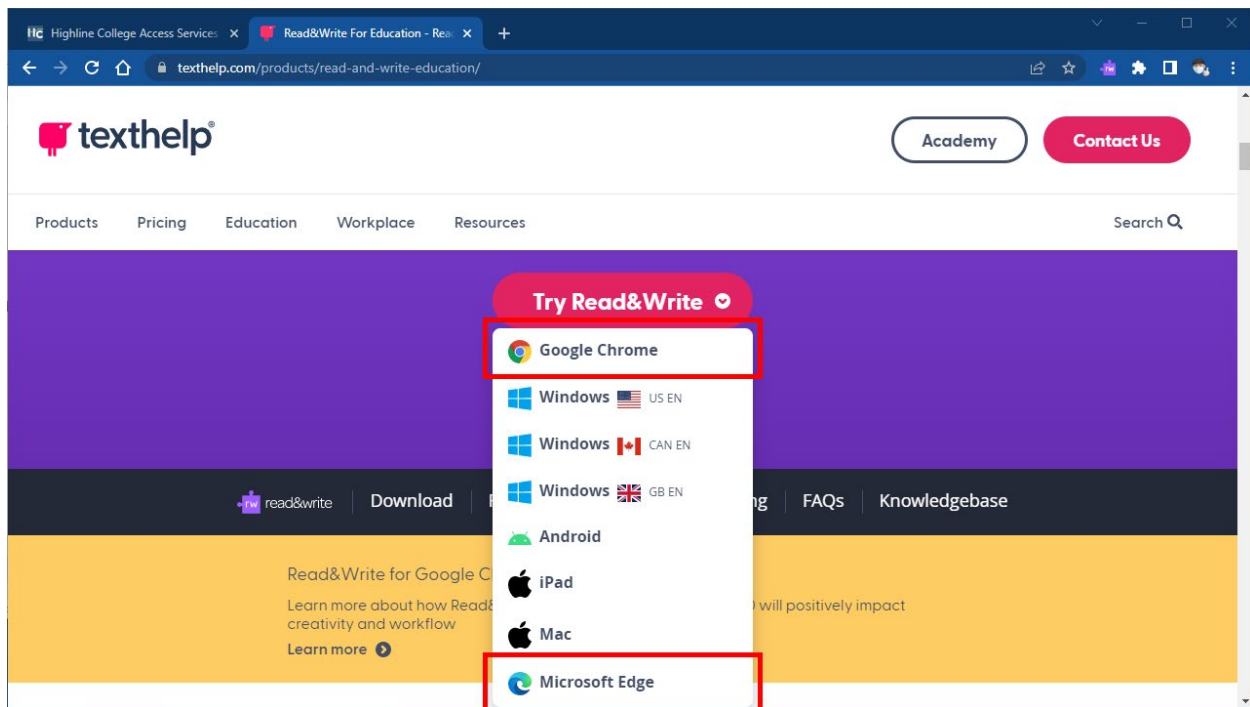 Hc Highline College Access Services
Read&Write For Education - Rea
texthelp.com/products/read-and-write-education/
rw
texthelp®
Academy
Contact Us
Products Pricing Education Workplace Resources Search
Try Read&Write
Google Chrome
Windows US EN
Windows CAN EN
Windows GB EN
Android
iPad
Mac
Microsoft Edge
rw read&write Download FAQs Knowledgebase
Read&Write for Google C
Learn more about how Read& will positively impact
creativity and workflow
Learn more